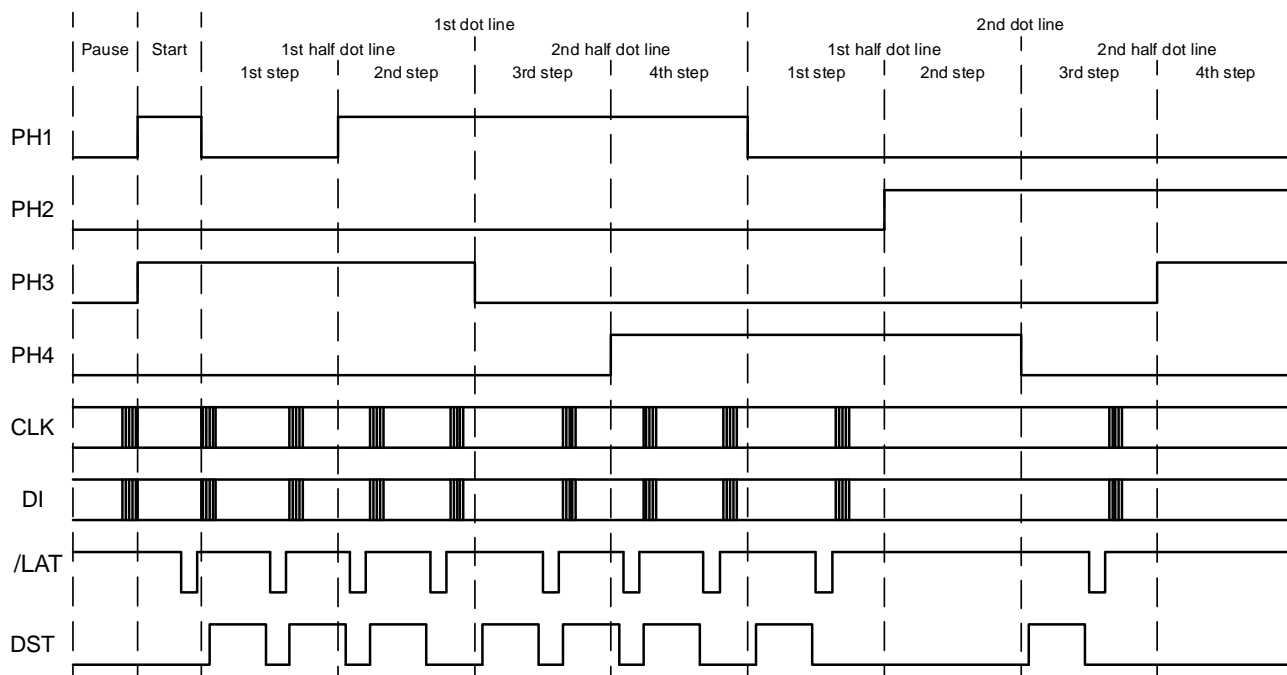 1st dot line
2nd dot line
Pause
Start
1st half dot line
2nd half dot line
1st half dot line
2nd half dot line
1st step
2nd step
3rd step
4th step
1st step
2nd step
3rd step
4th step
PH1
PH2
PH3
PH4
CLK
DI
/LAT
DST